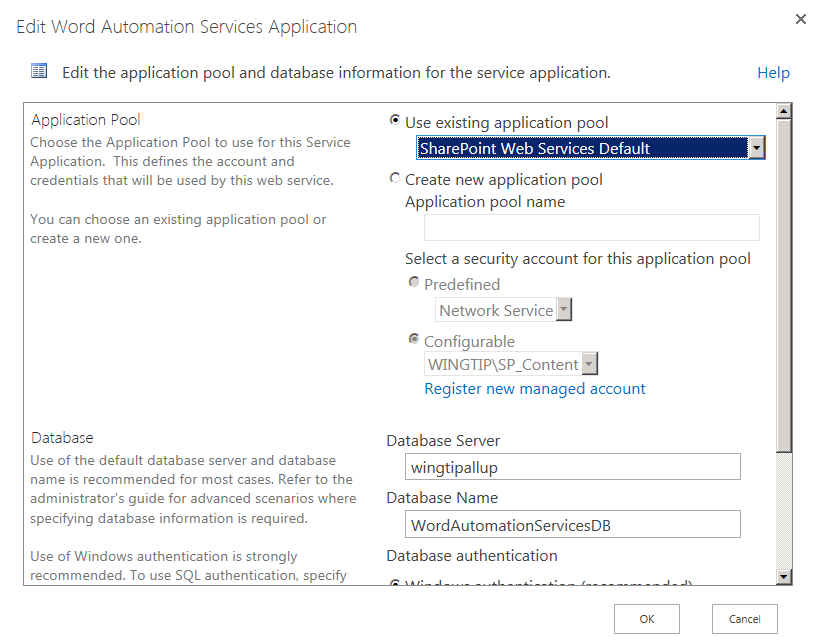 Edit Word Automation Services Application
Edit the application pool and database information for the service application.
Help
Application Pool
Choose the Application Pool to use for this Service
Application.  This defines the account and
credentials that will be used by this web service.
You can choose an existing application pool or
create a new one.
Use existing application pool
SharePoint Web Services Default
Create new application pool
Application pool name
Select a security account for this application pool
Predefined
Network Service
Configurable
WINGTIP\SP_Content
Register new managed account
Database
Use of the default database server and database
name is recommended for most cases. Refer to the
administrator's guide for advanced scenarios where
specifying database information is required.
Use of Windows authentication is strongly
recommended. To use SQL authentication, specify
Database Server
wingtipallup
Database Name
WordAutomationServicesDB
Database authentication
Windows authentication (recommended)
OK
Cancel